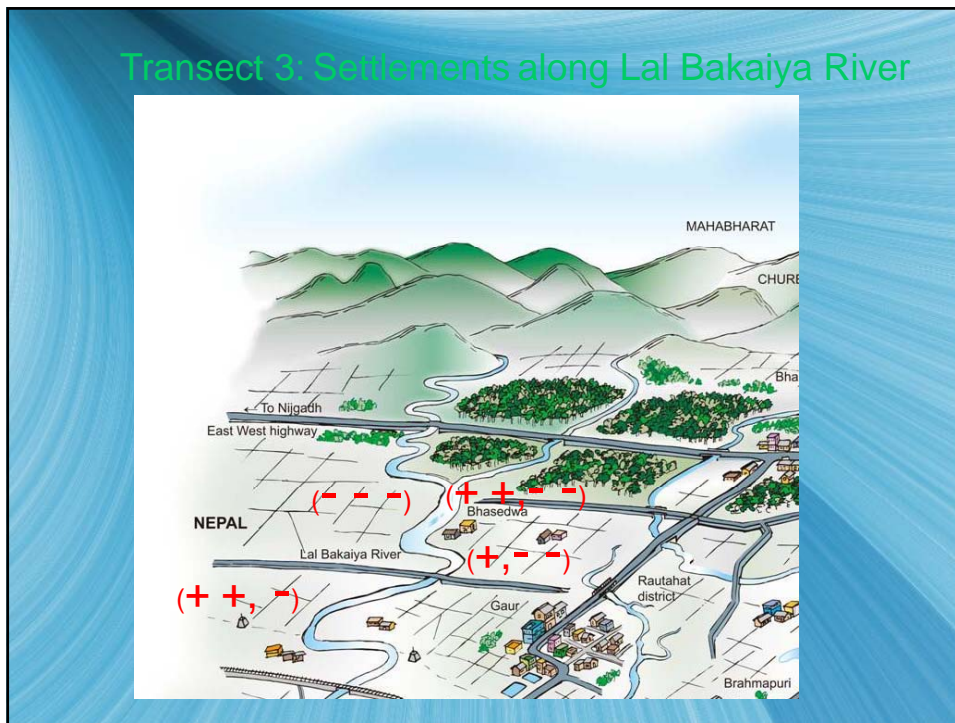 Transect 3: Settlements along Lal Bakaiya River
MAHABHARAT
CHURE
Bha
← To Nijgadh
East West highway
(- - -)
(+ +,- -)
Bhasedwa
NEPAL
Lal Bakaiya River
(+,- -)
(+ +, -)
Rautahat
district
Gaur
Brahmapuri